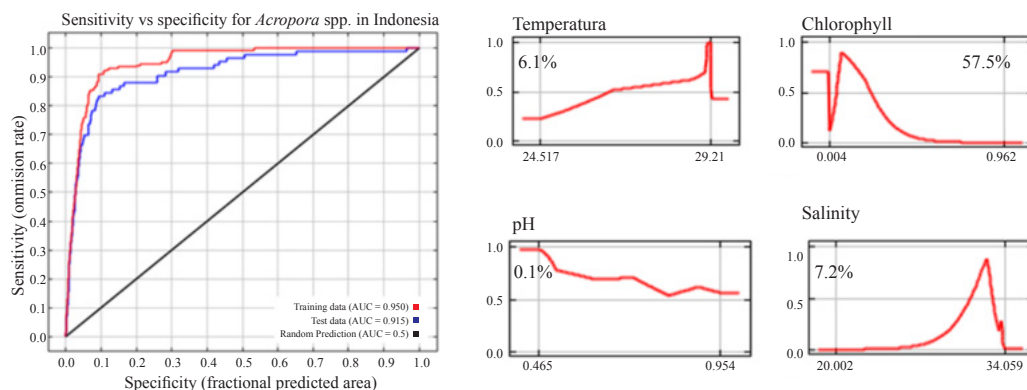 Sensitivity vs specificity for Acropora spp. in Indonesia
1.0
0.9
0.8
0.7
0.6
0.5
0.4
0.3
0.2
0.1
0.0
Sensitivity (onmision rate)
Training data (AUC = 0.950)
Test data (AUC = 0.915)
Random Prediction (AUC = 0.5)
0.0 0.1 0.2 0.3 0.4 0.5 0.6 0.7 0.8 0.9 1.0
Specificity (fractional predicted area)
Temperatura
1.0
6.1%
0.5
0.0
24.517 29.21
Chlorophyll
1.0
57.5%
0.5
0.0
0.004 0.962
pH
1.0
0.1%
0.5
0.0
0.465 0.954
Salinity
1.0
7.2%
0.5
0.0
20.002 34.059